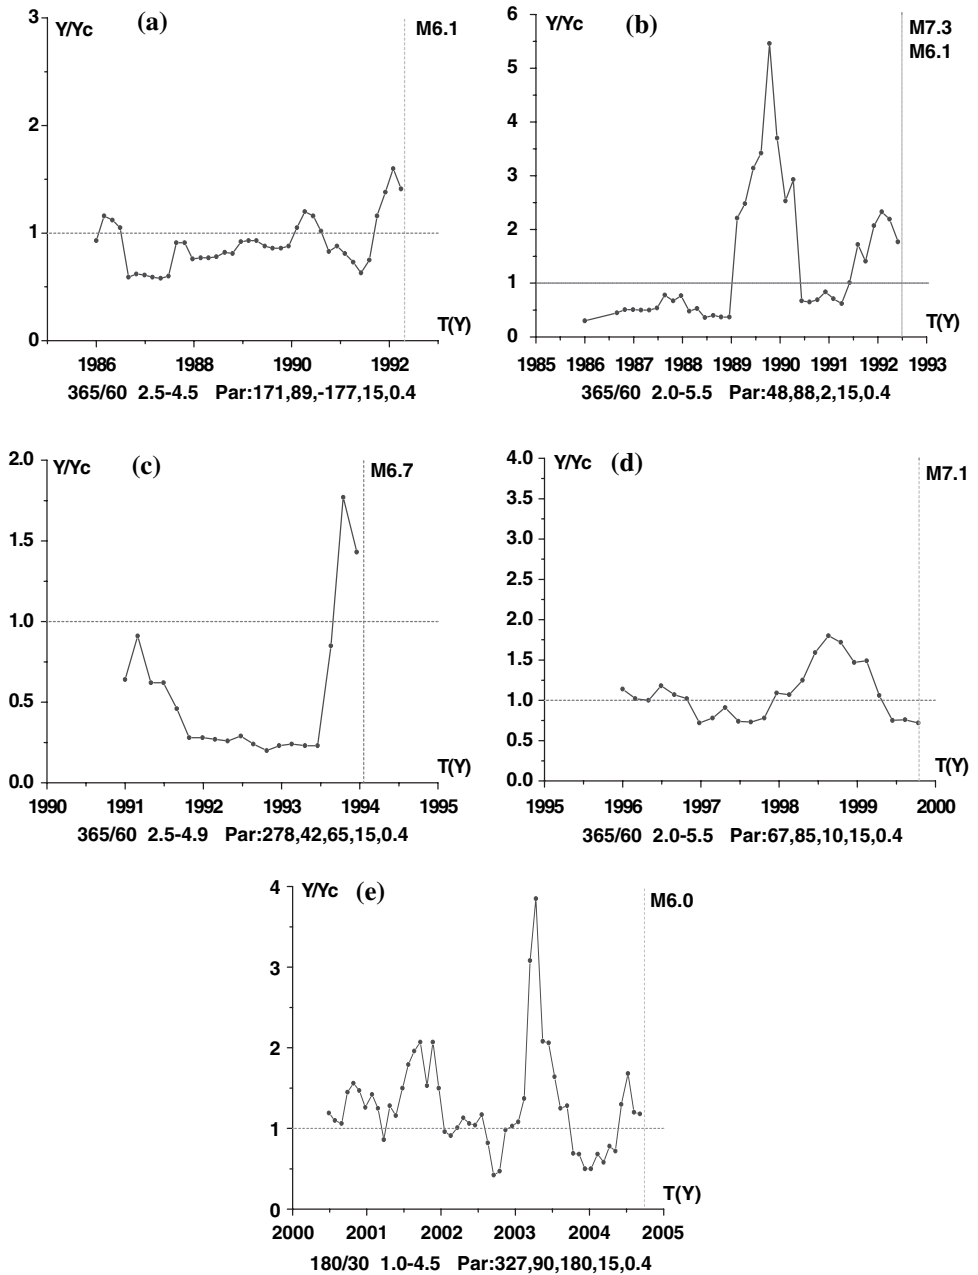 (a)
Y/Yc
M6.1
3
2
1
0
T(Y)
1986 1988 1990 1992
365/60 2.5-4.5 Par:171,89,-177,15,0.4
(b)
Y/Yc
M7.3
M6.1
6
5
4
3
2
1
0
T(Y)
1985 1986 1987 1988 1989 1990 1991 1992 1993
365/60 2.0-5.5 Par:48,88,2,15,0.4
(c)
Y/Yc
M6.7
2.0
1.5
1.0
0.5
0.0
T(Y)
1990 1991 1992 1993 1994 1995
365/60 2.5-4.9 Par:278,42,65,15,0.4
(d)
Y/Yc
M7.1
4.0
3.5
3.0
2.5
2.0
1.5
1.0
0.5
0.0
T(Y)
1995 1996 1997 1998 1999 2000
365/60 2.0-5.5 Par:67,85,10,15,0.4
(e)
Y/Yc
M6.0
4
3
2
1
0
T(Y)
2000 2001 2002 2003 2004 2005
180/30 1.0-4.5 Par:327,90,180,15,0.4